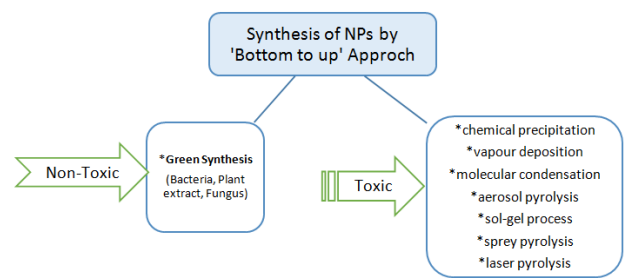 Synthesis of NPs by
'Bottom to up' Approch
Non-Toxic
*Green Synthesis
(Bacteria, Plant
extract, Fungus)
Toxic
*chemical precipitation
*vapour deposition
*molecular condensation
*aerosol pyrolysis
*sol-gel process
*sprey pyrolysis
*laser pyrolysis